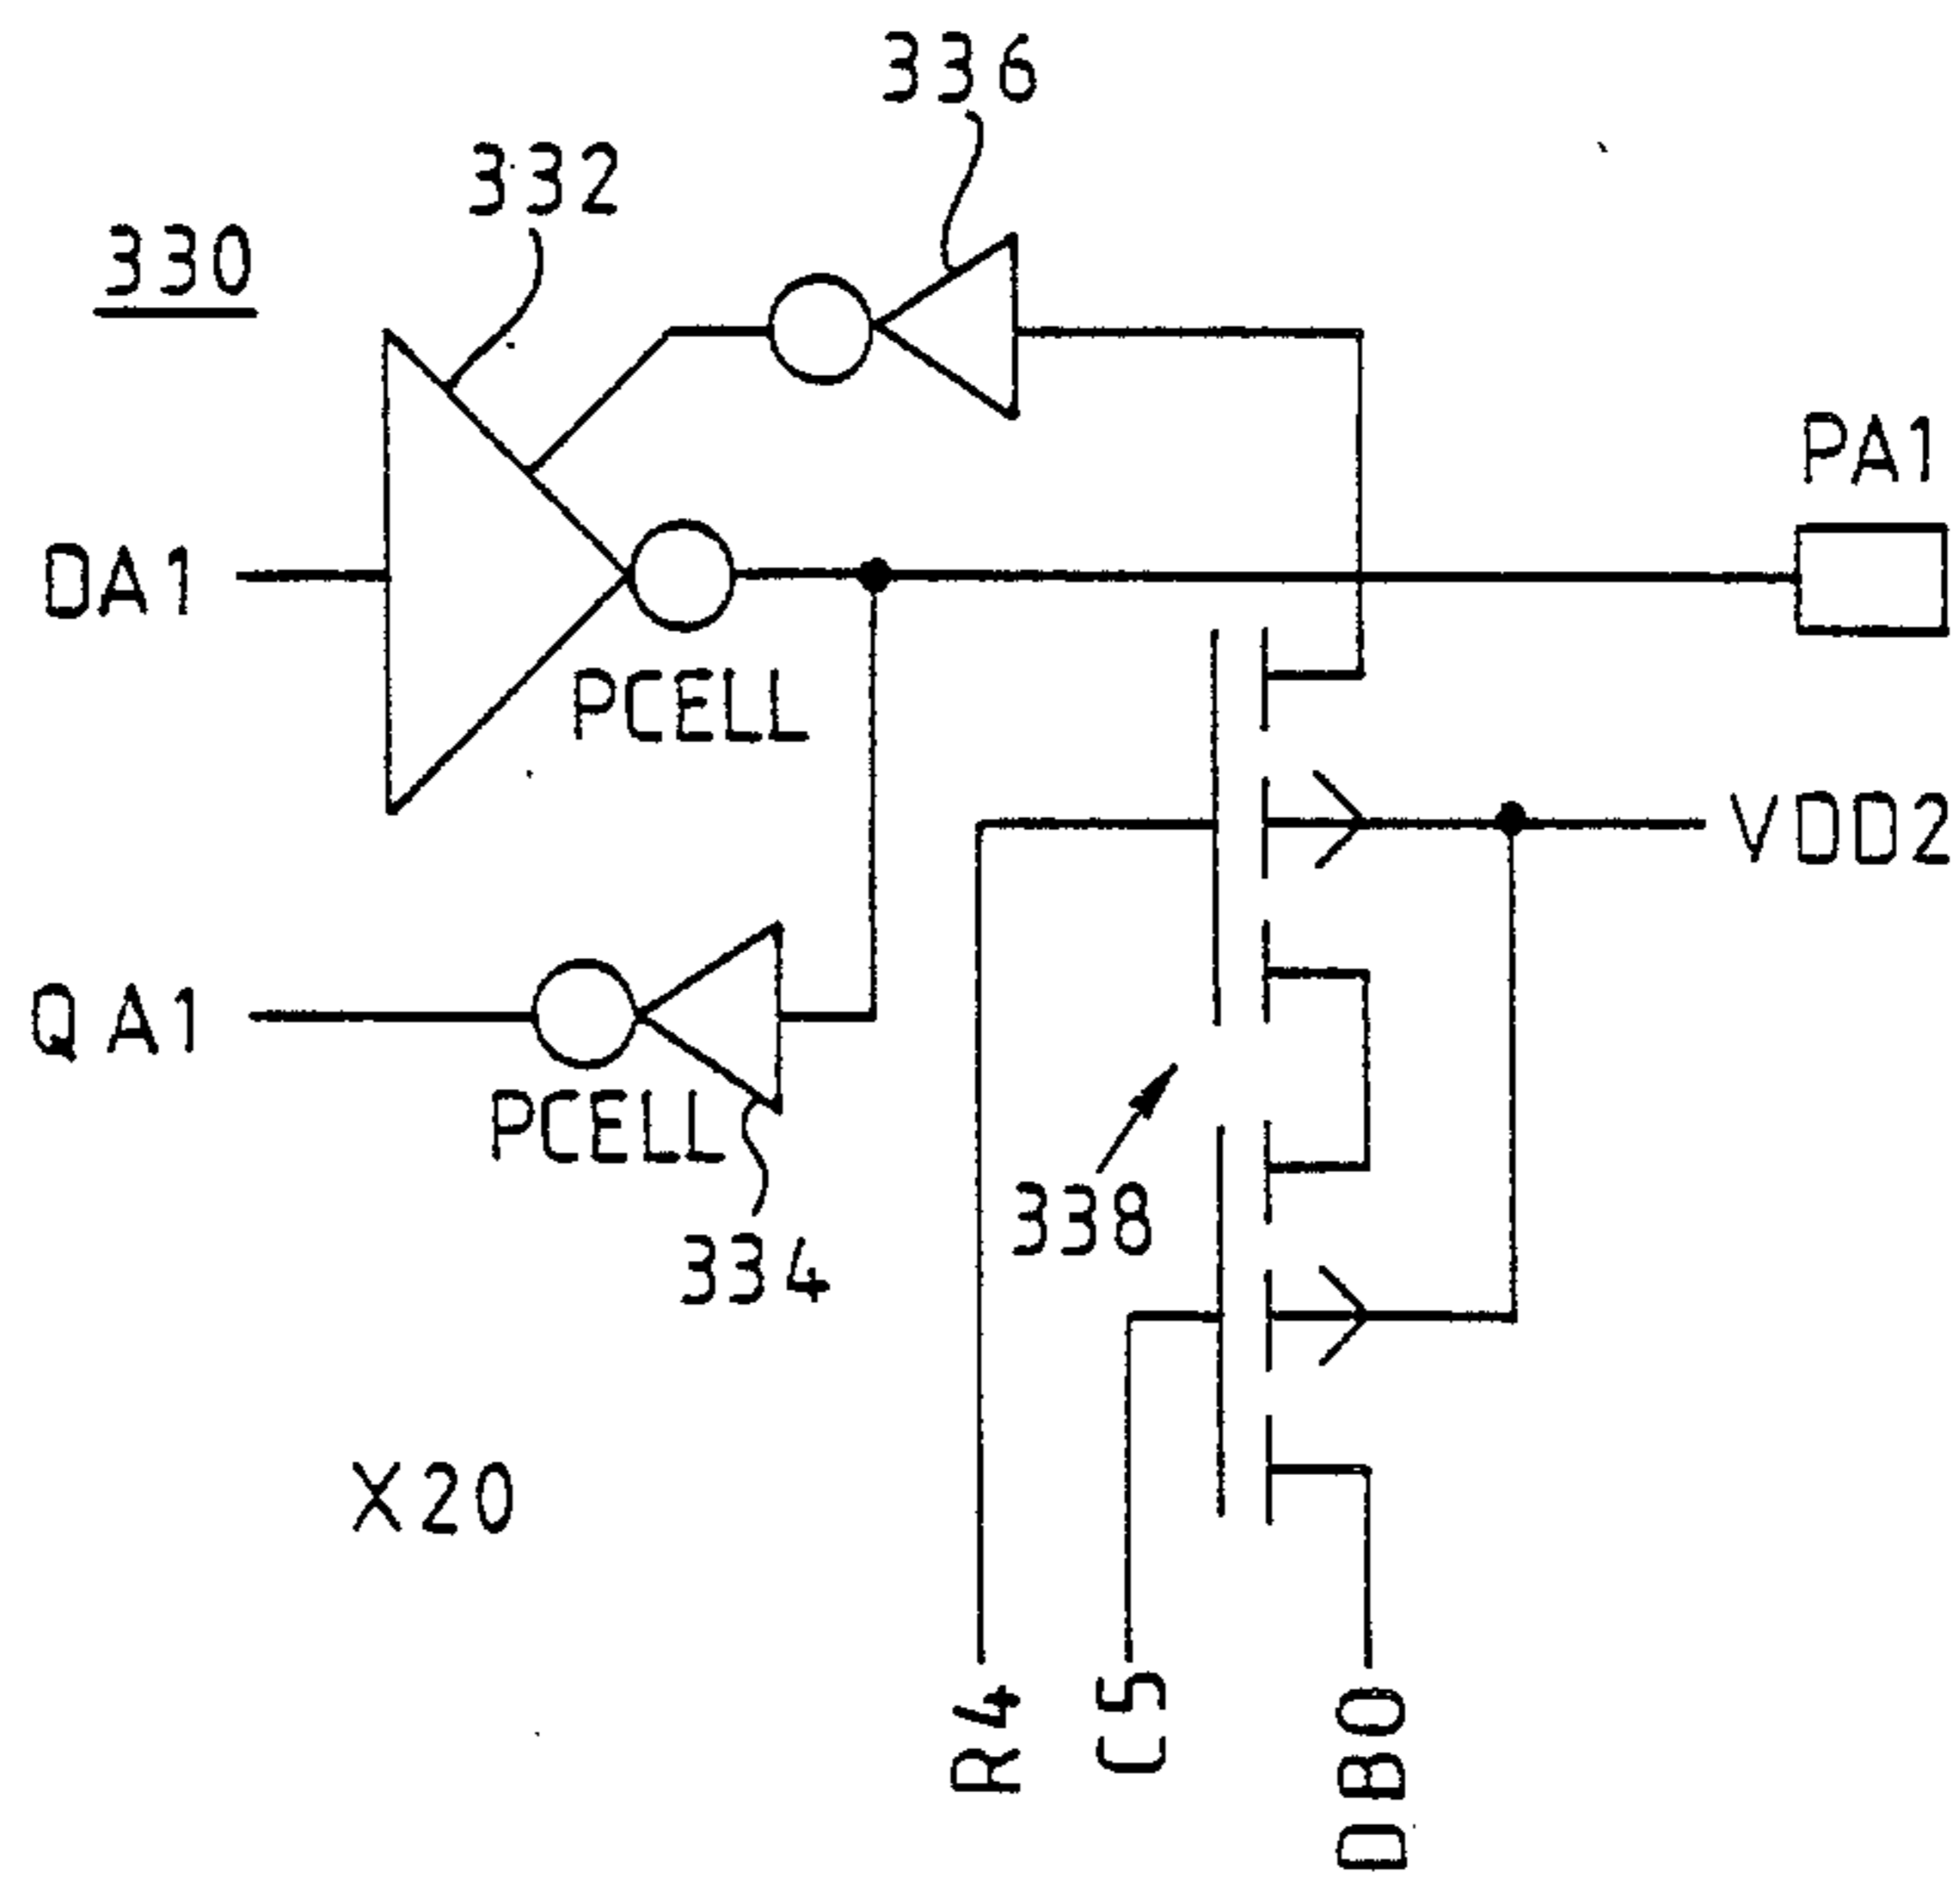 336
332
330
PA1
DA1
PCELL
VDD2
QA1
PCELL
338
334
X20
R4
C5
DB0